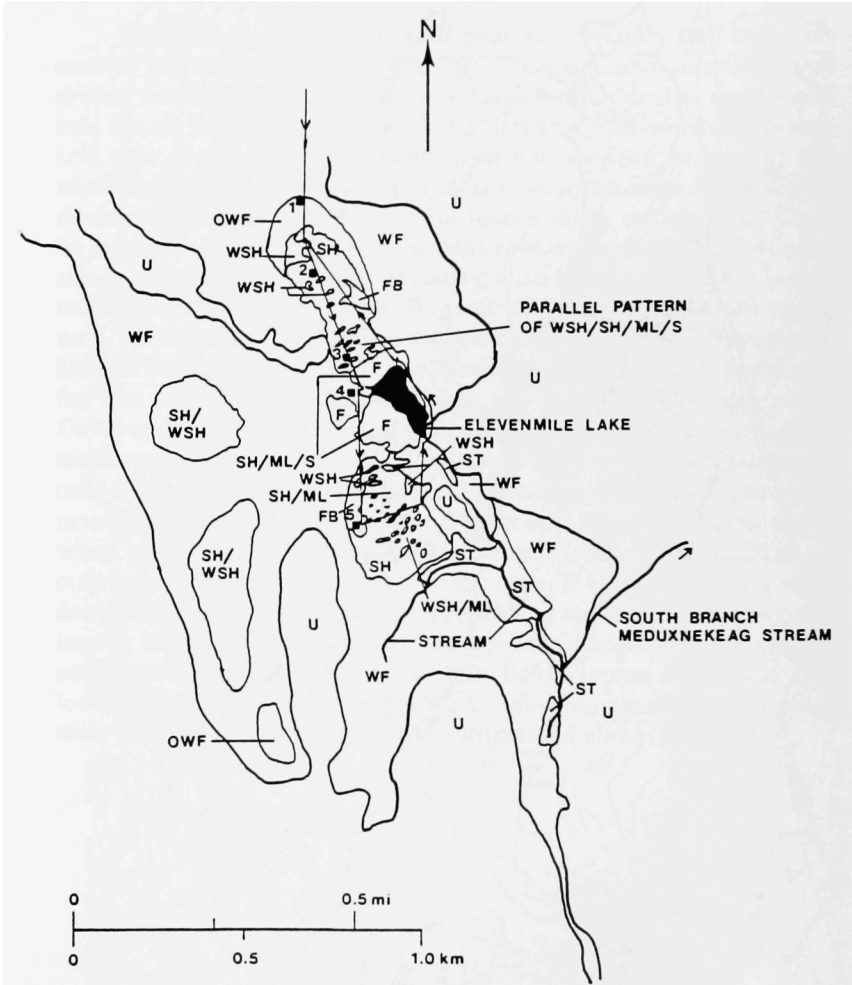 N
U
1
OWF
WF
WSH
SH
U
2
WSH
FB
PARALLEL PATTERN
OF WSH/SH/ML/S
WF
3
F
U
4
SH/
WSH
F
F
ELEVENMILE LAKE
WSH
SH/ML/S
ST
WSH
WF
SH/ML
U
FB
5
WF
SH/
WSH
SH
ST
ST
WSH/ML
U
SOUTH BRANCH
MEDUXNEKEAG STREAM
STREAM
WF
ST
U
U
OWF
0
0.5 mi
0
0.5
1.0 km